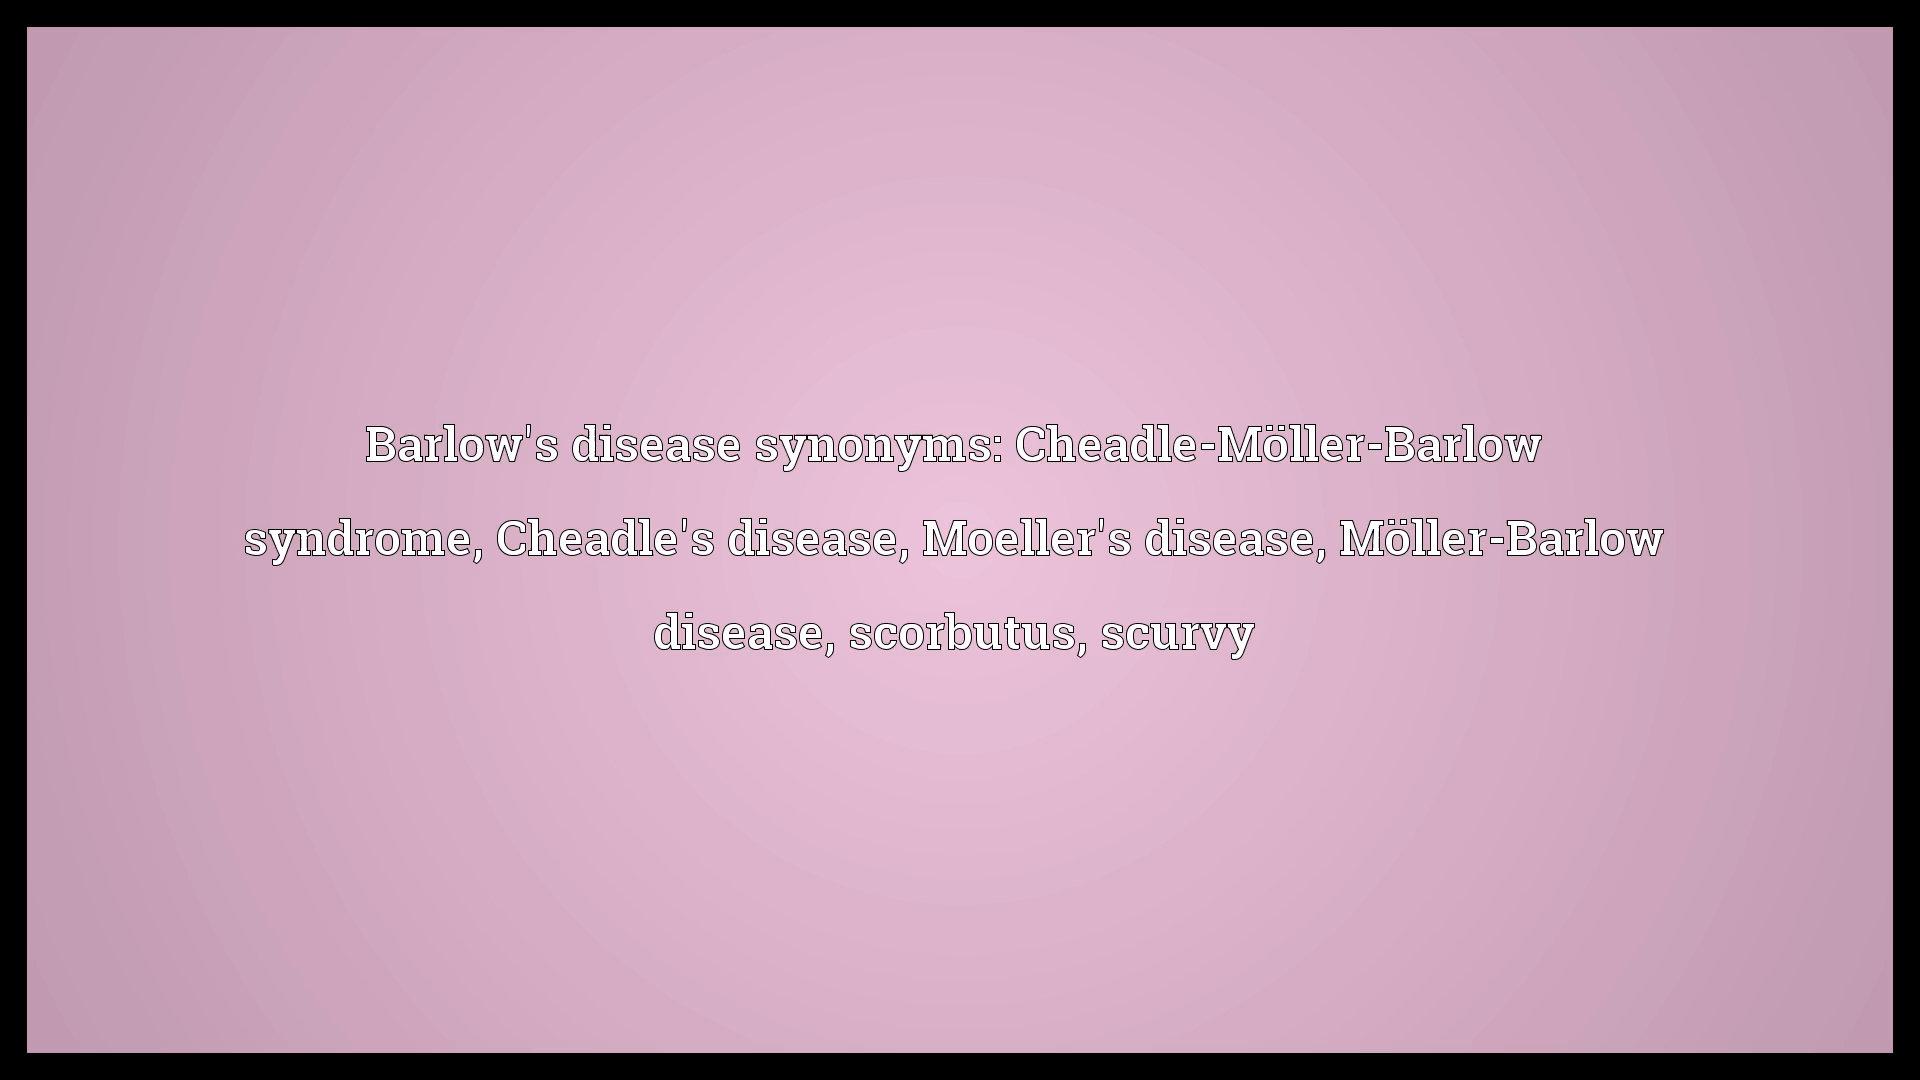 Barlow's disease synonyms: Cheadle-Möller-Barlow
syndrome, Cheadle's disease, Moeller's disease, Möller-Barlow
disease, scorbutus, scurvy